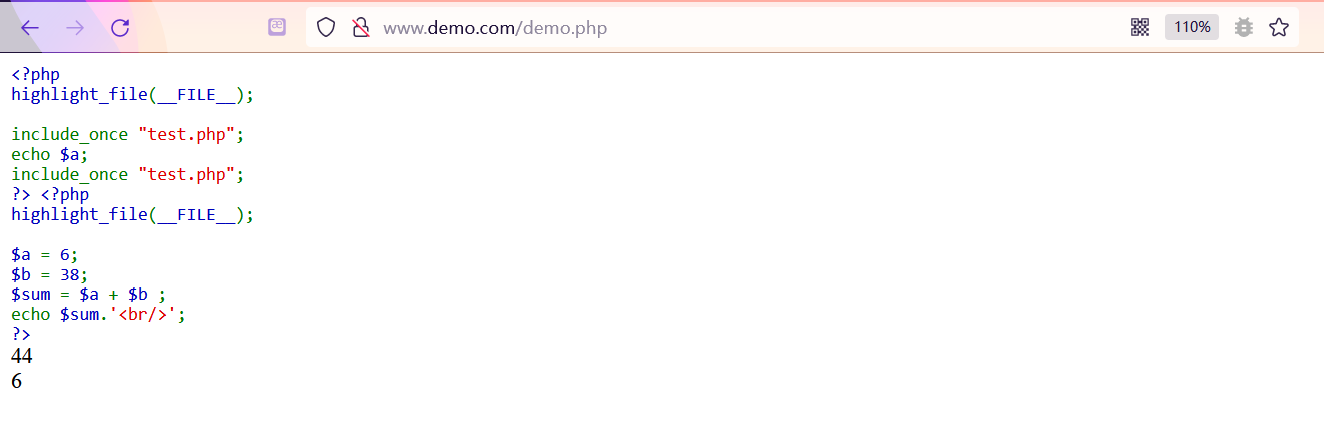 www.demo.com/demo.php 110%
<?php
highlight_file(__FILE__);
include_once "test.php";
echo $a;
include_once "test.php";
?> <?php
highlight_file(__FILE__);
$a = 6;
$b = 38;
$sum = $a + $b ;
echo $sum.'<br/>';
?>
44
6